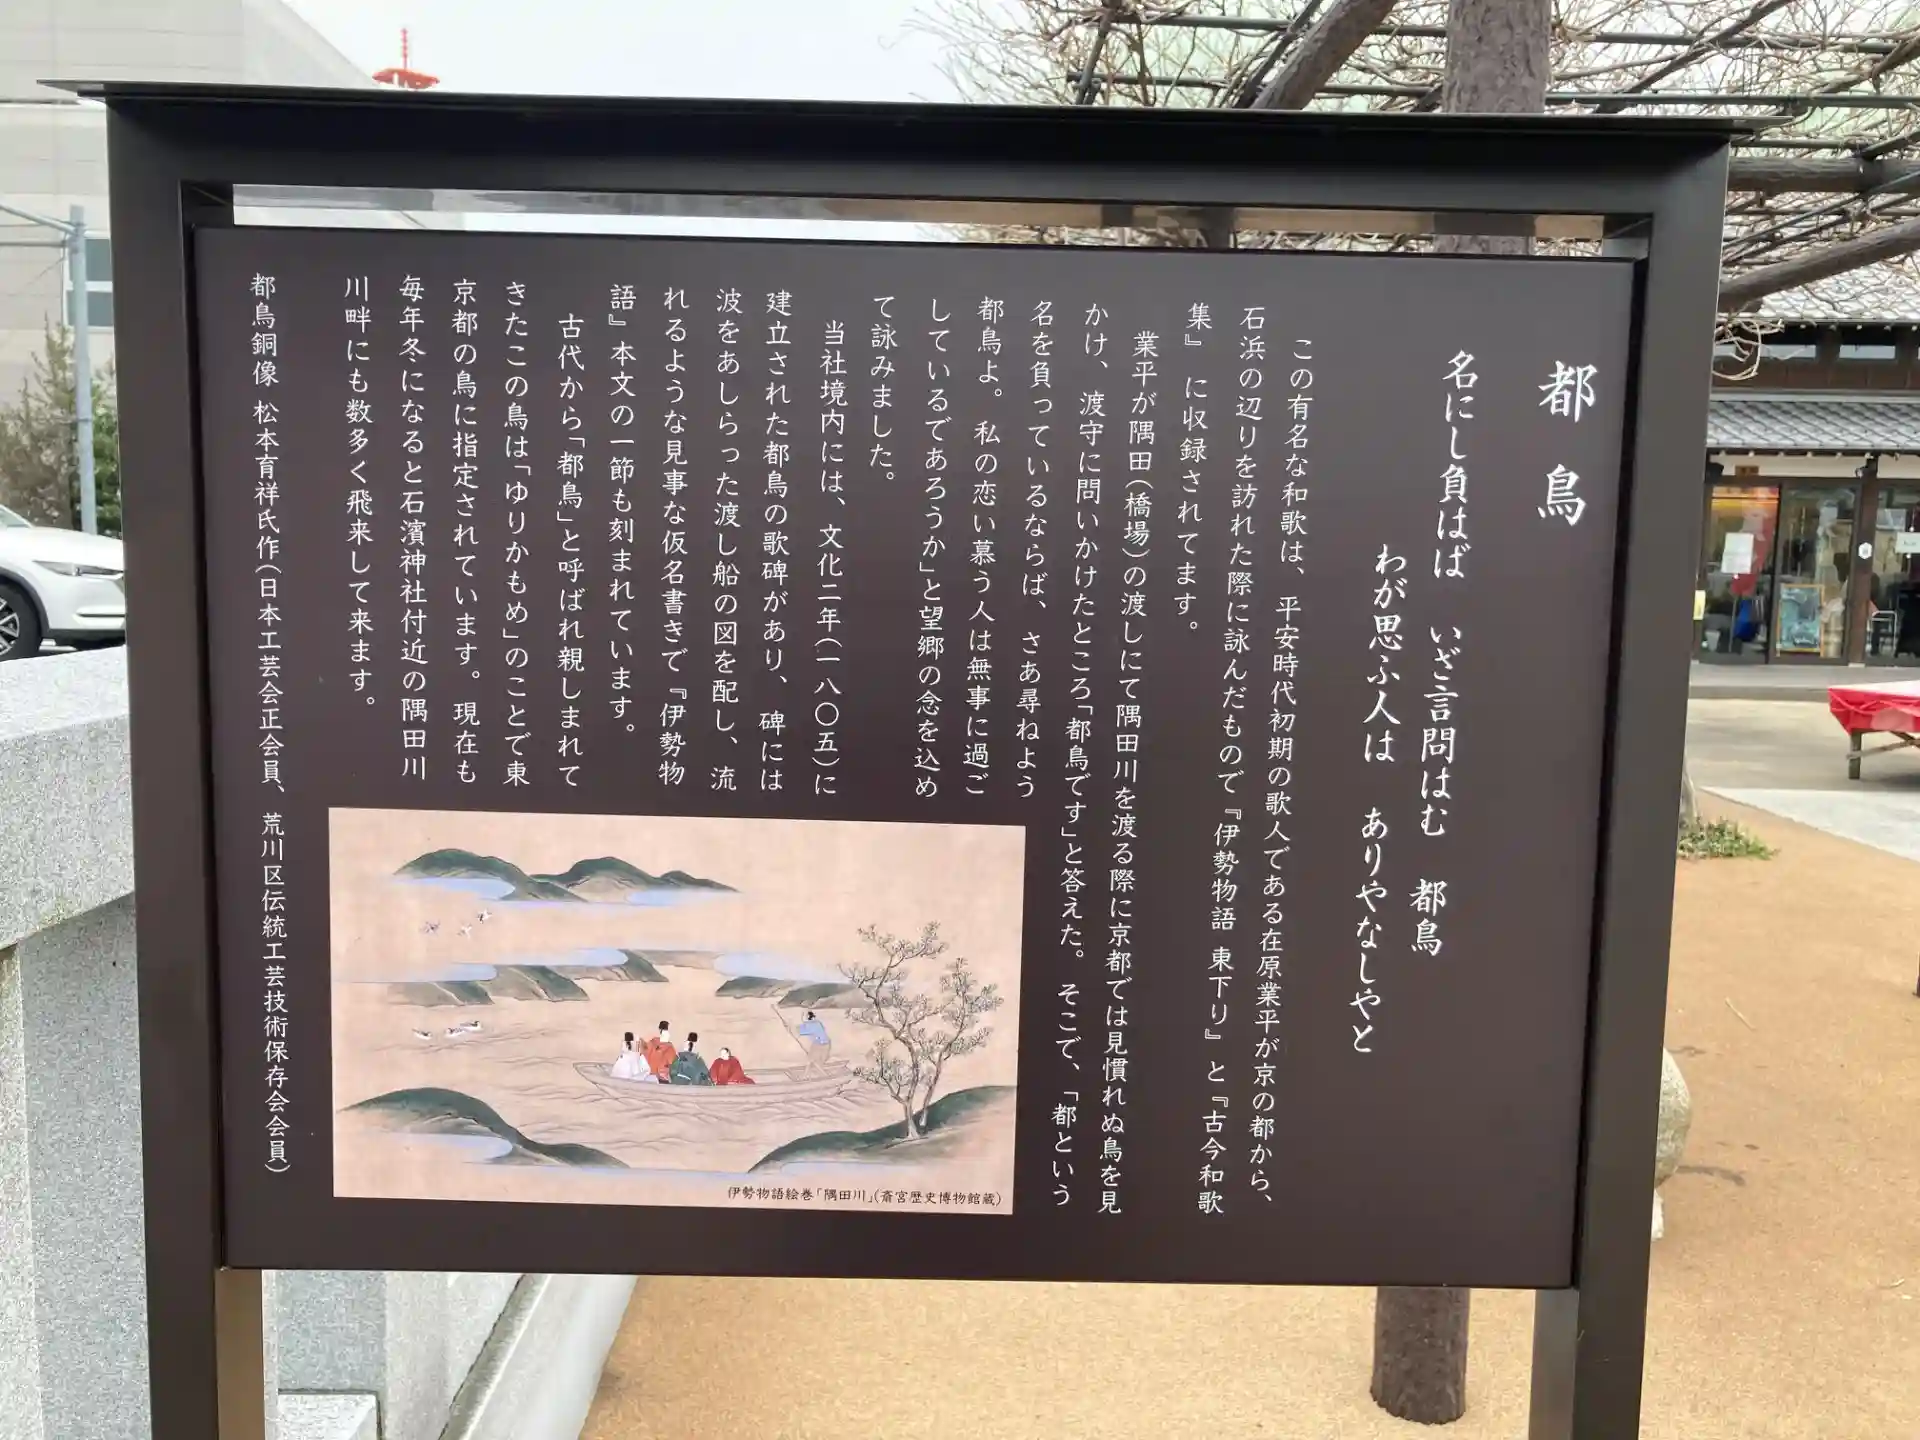 都鳥
名にし負はば　いざ言問はむ　都鳥
わが思ふ人は　ありやなしやと
この有名な和歌は、平安時代初期の歌人である在原業平が京の都から、
石浜の辺りを訪れた際に詠んだもので『伊勢物語 東下り』と『古今和歌
集』に収録されてます。
業平が隅田（橋場）の渡しにて隅田川を渡る際に京都では見慣れぬ鳥を見
かけ、渡守に問いかけたところ「都鳥です」と答えた。そこで、「都という
名を負っているならば、さあ尋ねよう
都鳥よ。私の恋い慕う人は無事に過ご
しているであろうか」と望郷の念を込め
て詠みました。
当社境内には、文化二年（一八〇五）に
建立された都鳥の歌碑があり、碑には
波をあしらった渡し船の図を配し、流
れるような見事な仮名書きで『伊勢物
語』本文の一節も刻まれています。
古代から「都鳥」と呼ばれ親しまれて
きたこの鳥は「ゆりかもめ」のことで東
京都の鳥に指定されています。現在も
毎年冬になると石濱神社付近の隅田川
川畔にも数多く飛来して来ます。
都鳥銅像 松本育祥氏作（日本工芸会正会員、荒川区伝統工芸技術保存会会員）
伊勢物語絵巻「隅田川」（斎宮歴史博物館蔵）